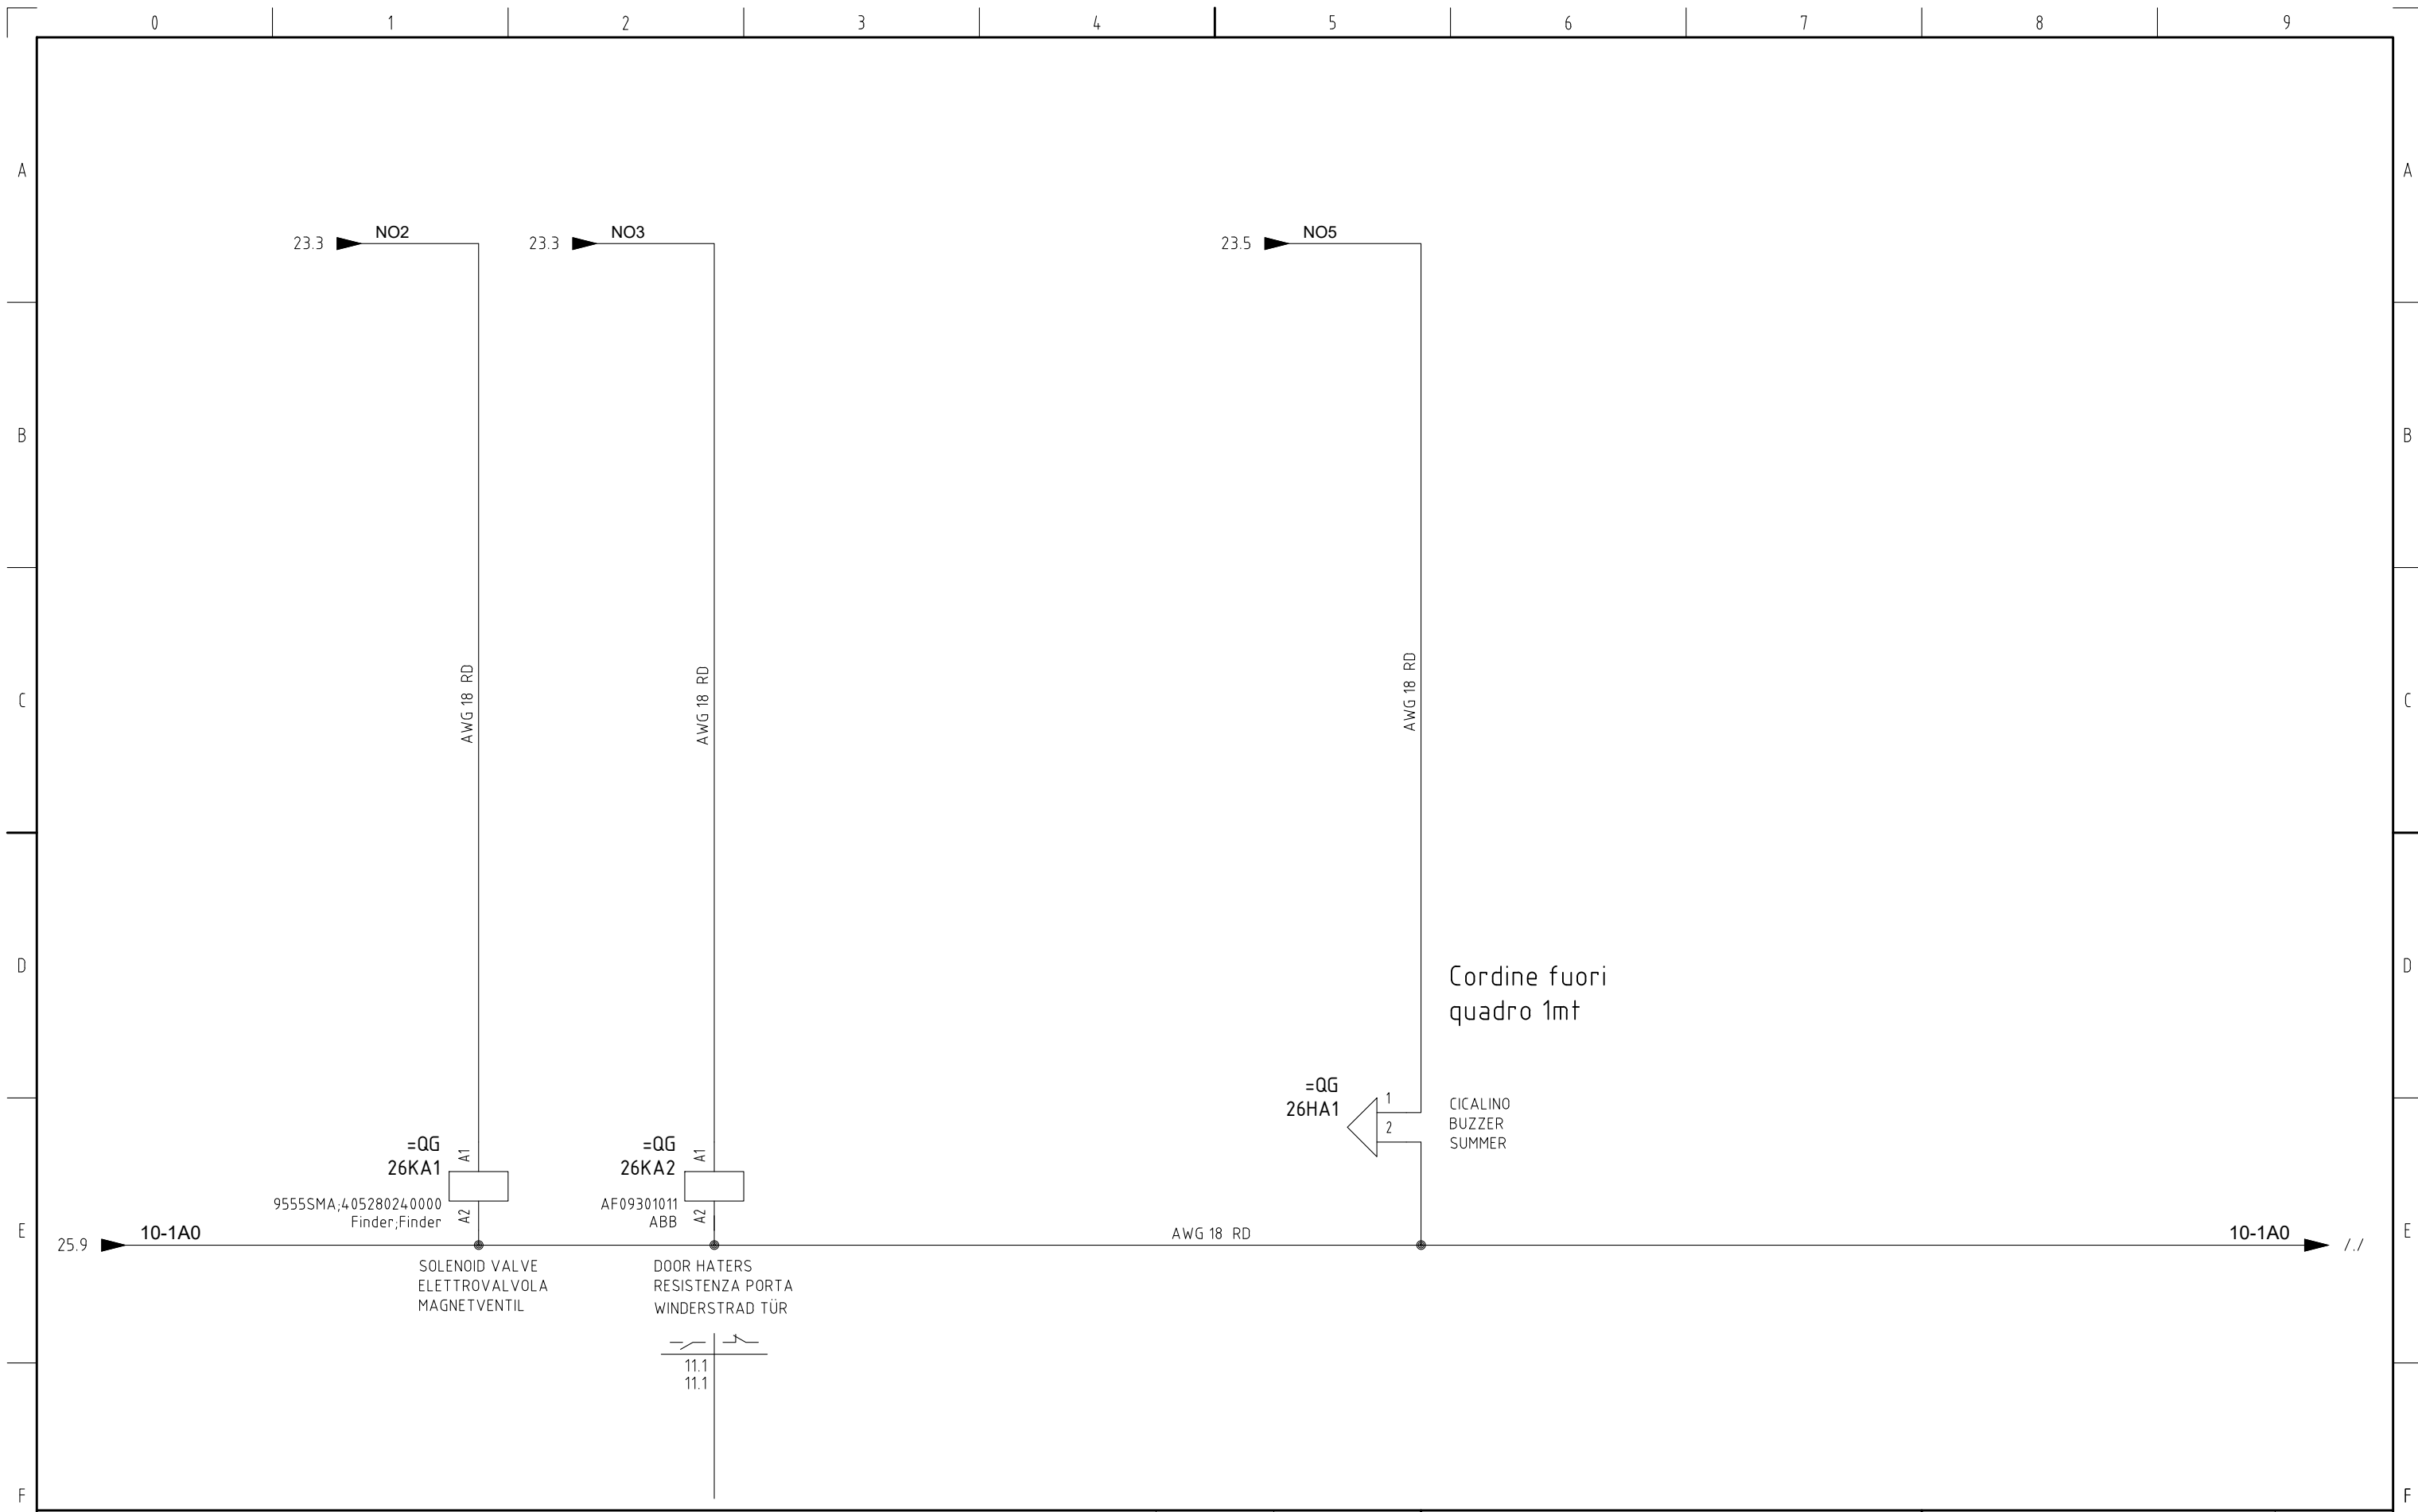 0 1 2 3 4 5 6 7 8 9
A A
23.3 NO2 23.3 NO3 23.5 NO5
B B
AWG 18 RD AWG 18 RD AWG 18 RD
C C
D D
Cordine fuori
quadro 1mt
=QG
26HA1
1
2
CICALINO
BUZZER
SUMMER
=QG
26KA1
A1
9555SMA;405280240000
Finder;Finder
A2
=QG
26KA2
A1
AF09301011
ABB
A2
E E
25.9 10-1A0 AWG 18 RD 10-1A0 /./
SOLENOID VALVE
ELETTROVALVOLA
MAGNETVENTIL
DOOR HATERS
RESISTENZA PORTA
WINDERSTRAD TÜR
11.1
11.1
F F